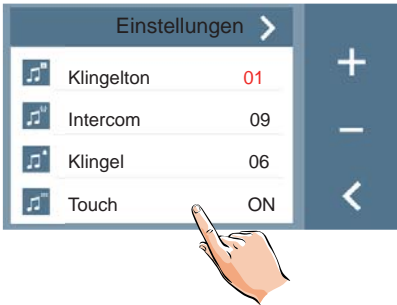 Einstellungen
Klingelton 01
Intercom 09
Klingel 06
Touch ON